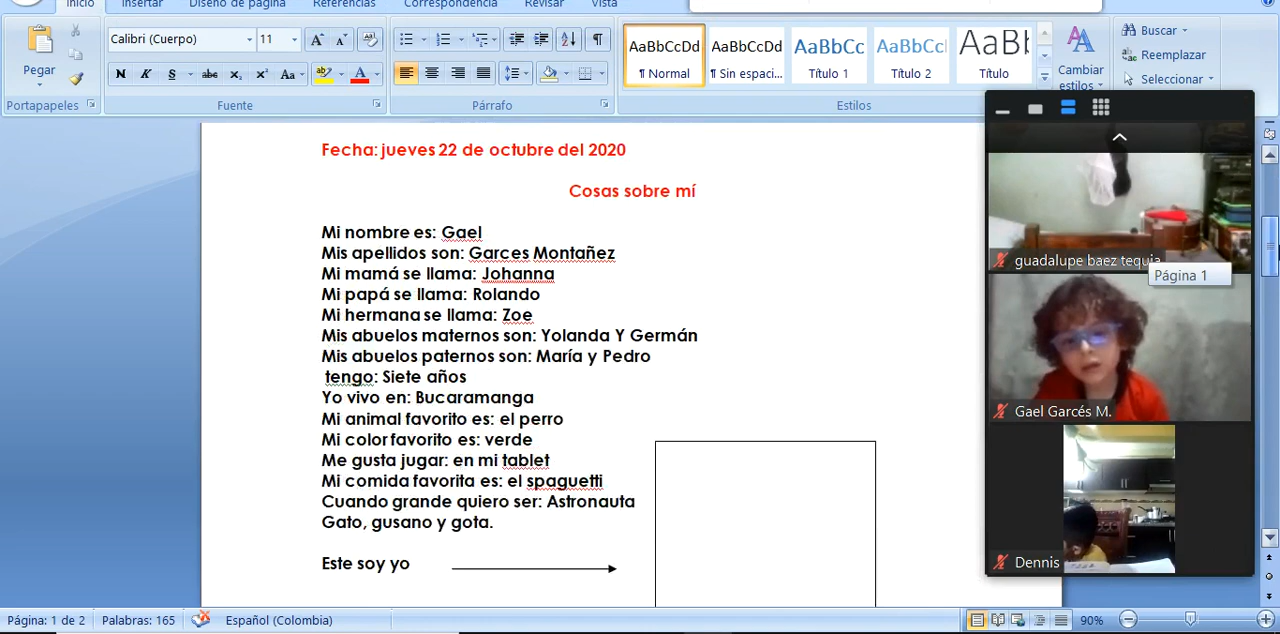 Inicio Insertar Diseño de página Referencias Correspondencia Revisar Vista
Pegar
Portapapeles
Calibri (Cuerpo) 11
N K S abc x₂ x² Aa
Fuente
Párrafo
AaBbCcDd AaBbCcDd AaBbCc AaBbCc AaB
¶ Normal ¶ Sin espaci... Título 1 Título 2 Título
Cambiar
estilos
Estilos
Buscar
Reemplazar
Seleccionar
Fecha: jueves 22 de octubre del 2020
Cosas sobre mí
Mi nombre es: Gael
Mis apellidos son: Garces Montañez
Mi mamá se llama: Johanna
Mi papá se llama: Rolando
Mi hermana se llama: Zoe
Mis abuelos maternos son: Yolanda Y Germán
Mis abuelos paternos son: María y Pedro
tengo: Siete años
Yo vivo en: Bucaramanga
Mi animal favorito es: el perro
Mi color favorito es: verde
Me gusta jugar: en mi tablet
Mi comida favorita es: el spaguetti
Cuando grande quiero ser: Astronauta
Gato, gusano y gota.
Este soy yo
guadalupe baez tequia
Página 1
Gael Garcés M.
Dennis
Página: 1 de 2 Palabras: 165 Español (Colombia) 90%